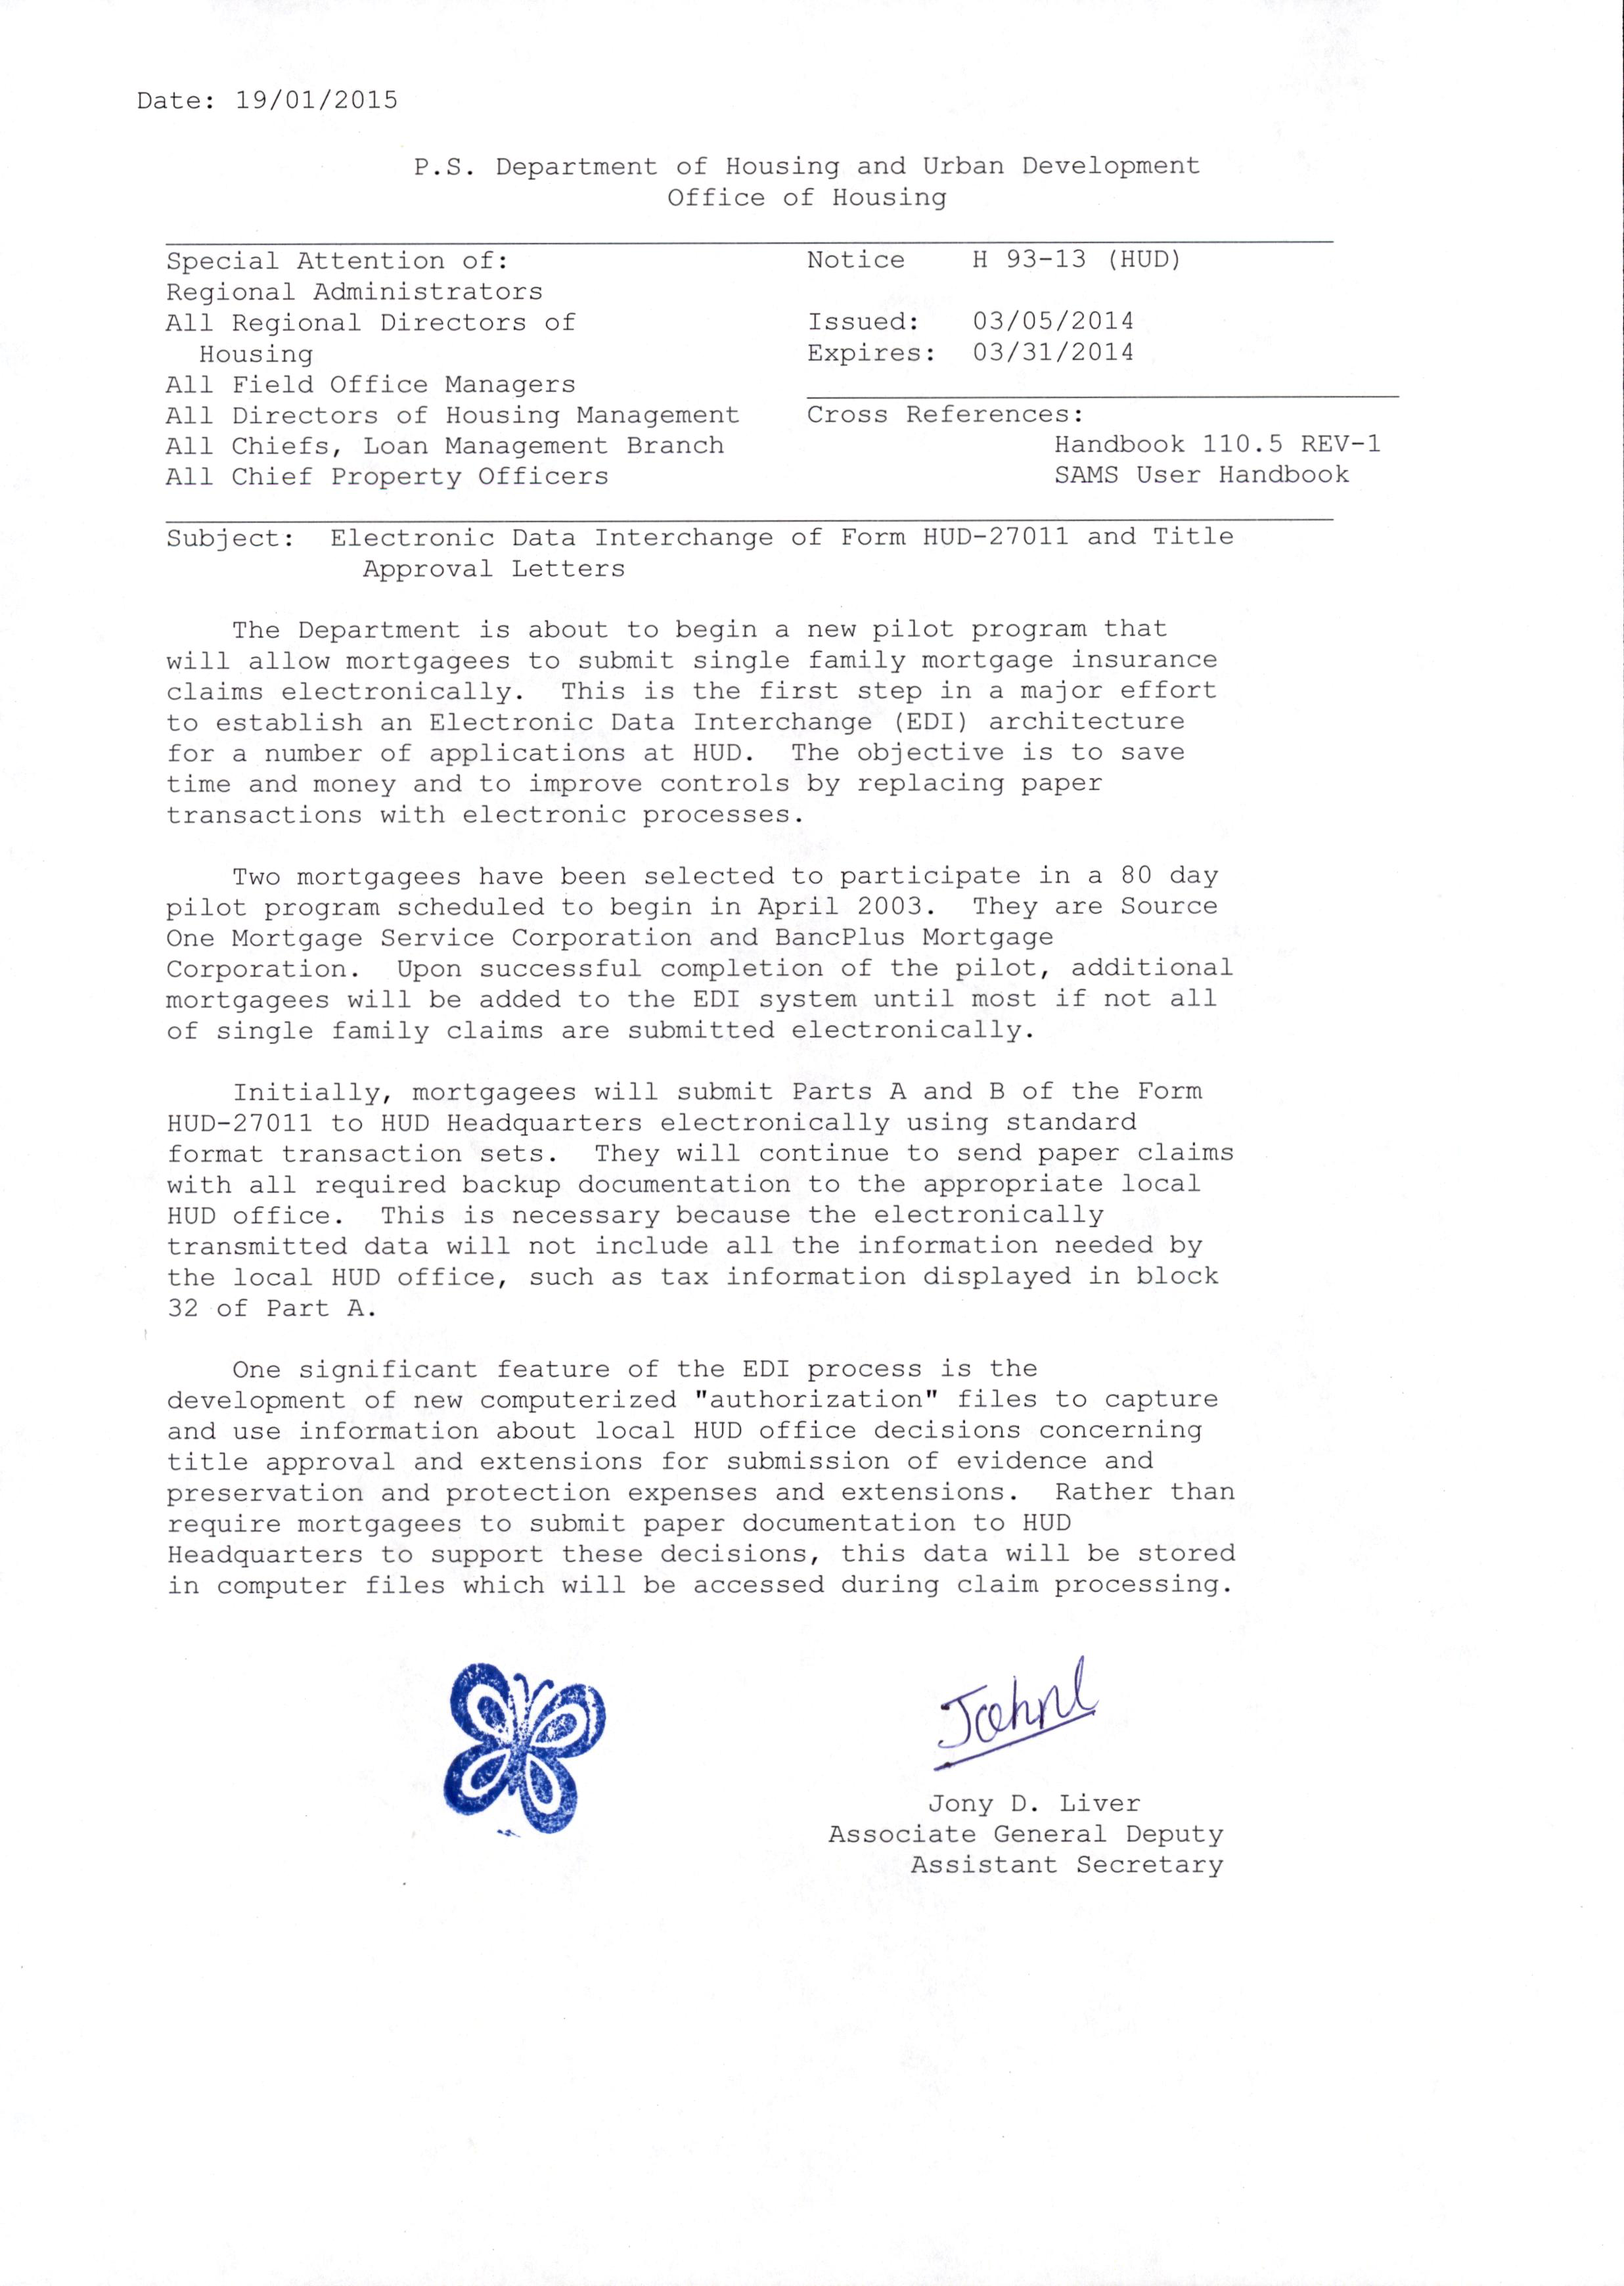 Date: 19/01/2015
P.S. Department of Housing and Urban Development
Office of Housing
Special Attention of:
Regional Administrators
All Regional Directors of
Housing
All Field Office Managers
All Directors of Housing Management
All Chiefs, Loan Management Branch
All Chief Property Officers
Notice H 93-13 (HUD)
Issued: 03/05/2014
Expires: 03/31/2014
Cross References:
Handbook 110.5 REV-1
SAMS User Handbook
Subject: Electronic Data Interchange of Form HUD-27011 and Title
Approval Letters
The Department is about to begin a new pilot program that
will allow mortgagees to submit single family mortgage insurance
claims electronically. This is the first step in a major effort
to establish an Electronic Data Interchange (EDI) architecture
for a number of applications at HUD. The objective is to save
time and money and to improve controls by replacing paper
transactions with electronic processes.
Two mortgagees have been selected to participate in a 80 day
pilot program scheduled to begin in April 2003. They are Source
One Mortgage Service Corporation and BancPlus Mortgage
Corporation. Upon successful completion of the pilot, additional
mortgagees will be added to the EDI system until most if not all
of single family claims are submitted electronically.
Initially, mortgagees will submit Parts A and B of the Form
HUD-27011 to HUD Headquarters electronically using standard
format transaction sets. They will continue to send paper claims
with all required backup documentation to the appropriate local
HUD office. This is necessary because the electronically
transmitted data will not include all the information needed by
the local HUD office, such as tax information displayed in block
32 of Part A.
One significant feature of the EDI process is the
development of new computerized "authorization" files to capture
and use information about local HUD office decisions concerning
title approval and extensions for submission of evidence and
preservation and protection expenses and extensions. Rather than
require mortgagees to submit paper documentation to HUD
Headquarters to support these decisions, this data will be stored
in computer files which will be accessed during claim processing.
Johnl
Jony D. Liver
Associate General Deputy
Assistant Secretary